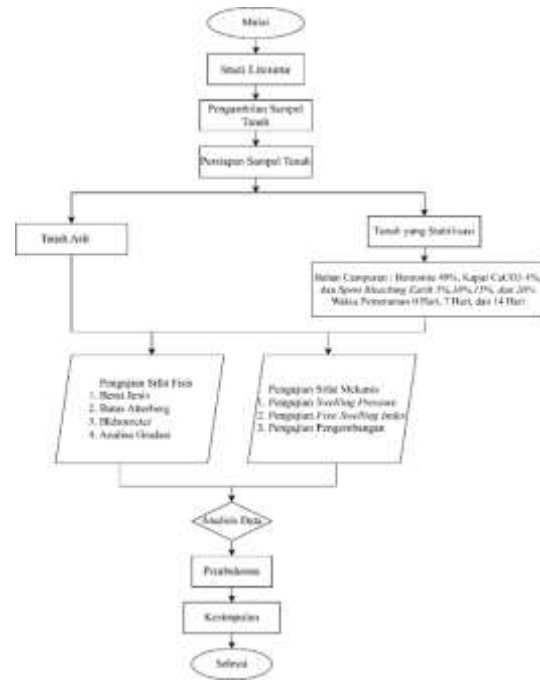 Mulai
Studi Literatur
Pengambilan Sampel
Tanah
Persiapan Sampel Tanah
Tanah Asli
Tanah yang Stabilisasi
Bahan Campuran : Bentonite 40%, Kapur CaCO3 4%,
dan Spent Bleaching Earth 5%,10%,15%, dan 20%
Waktu Pemeraman 0 Hari, 7 Hari, dan 14 Hari
Pengujian Sifat Fisis
1. Berat Jenis
2. Batas Atterberg
3. Hidrometer
4. Analisa Gradasi
Pengujian Sifat Mekanis
1. Pengujian Swelling Pressure
2. Pengujian Free Swelling Index
3. Pengujian Pengembangan
Analisis Data
Pembahasan
Kesimpulan
Selesai